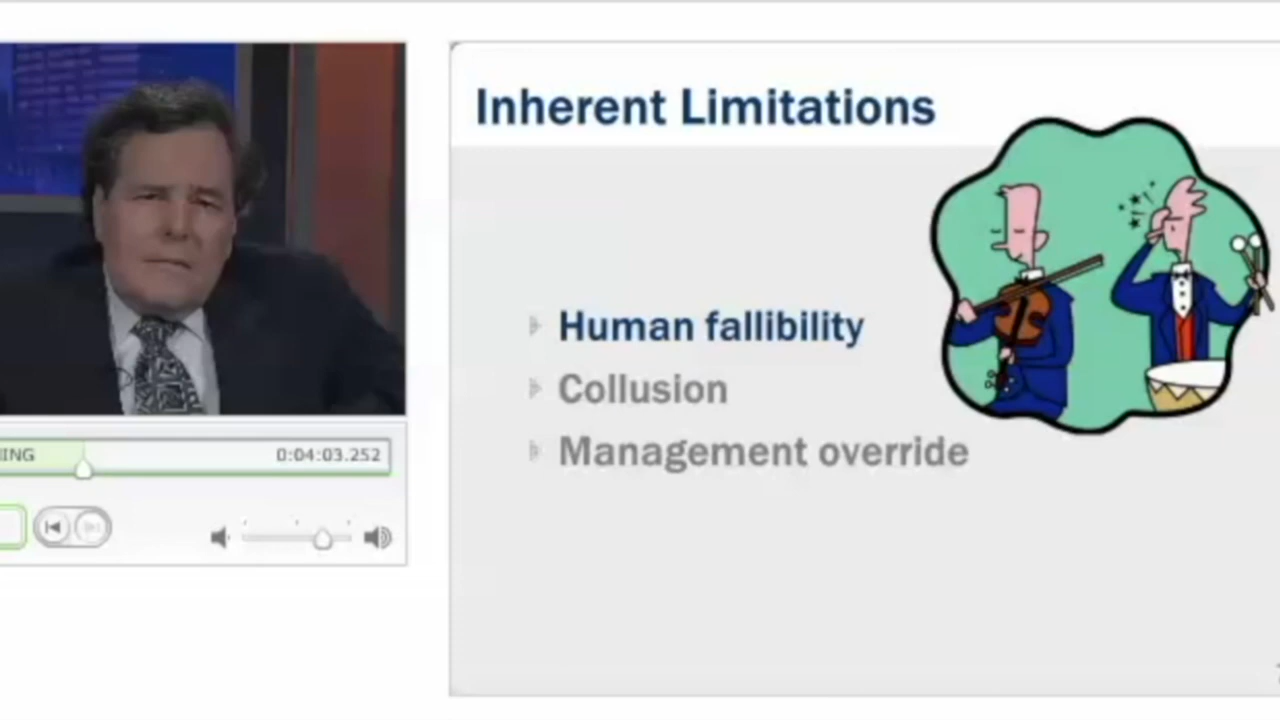 Inherent Limitations
Human fallibility
Collusion
Management override
ING
0:04:03.252